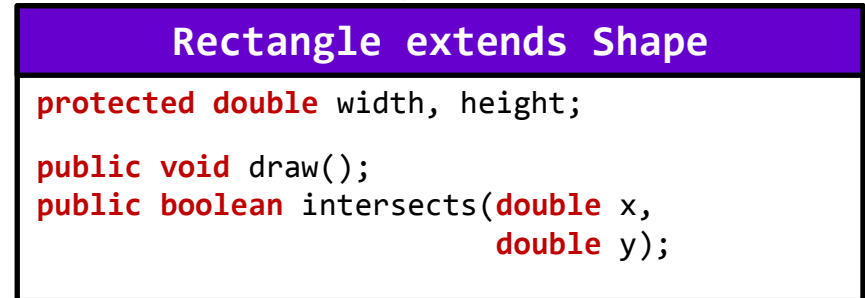 Rectangle extends Shape
protected double width, height;
public void draw();
public boolean intersects(double x,
double y);